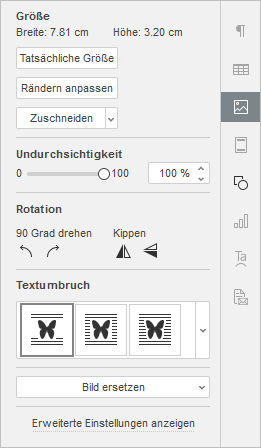 Größe
Breite: 7.81 cm Höhe: 3.20 cm
Tatsächliche Größe
Rändern anpassen
Zuschneiden
Undurchsichtigkeit
0 100 100 %
Rotation
90 Grad drehen Kippen
Textumbruch
Bild ersetzen
Erweiterte Einstellungen anzeigen
Ta